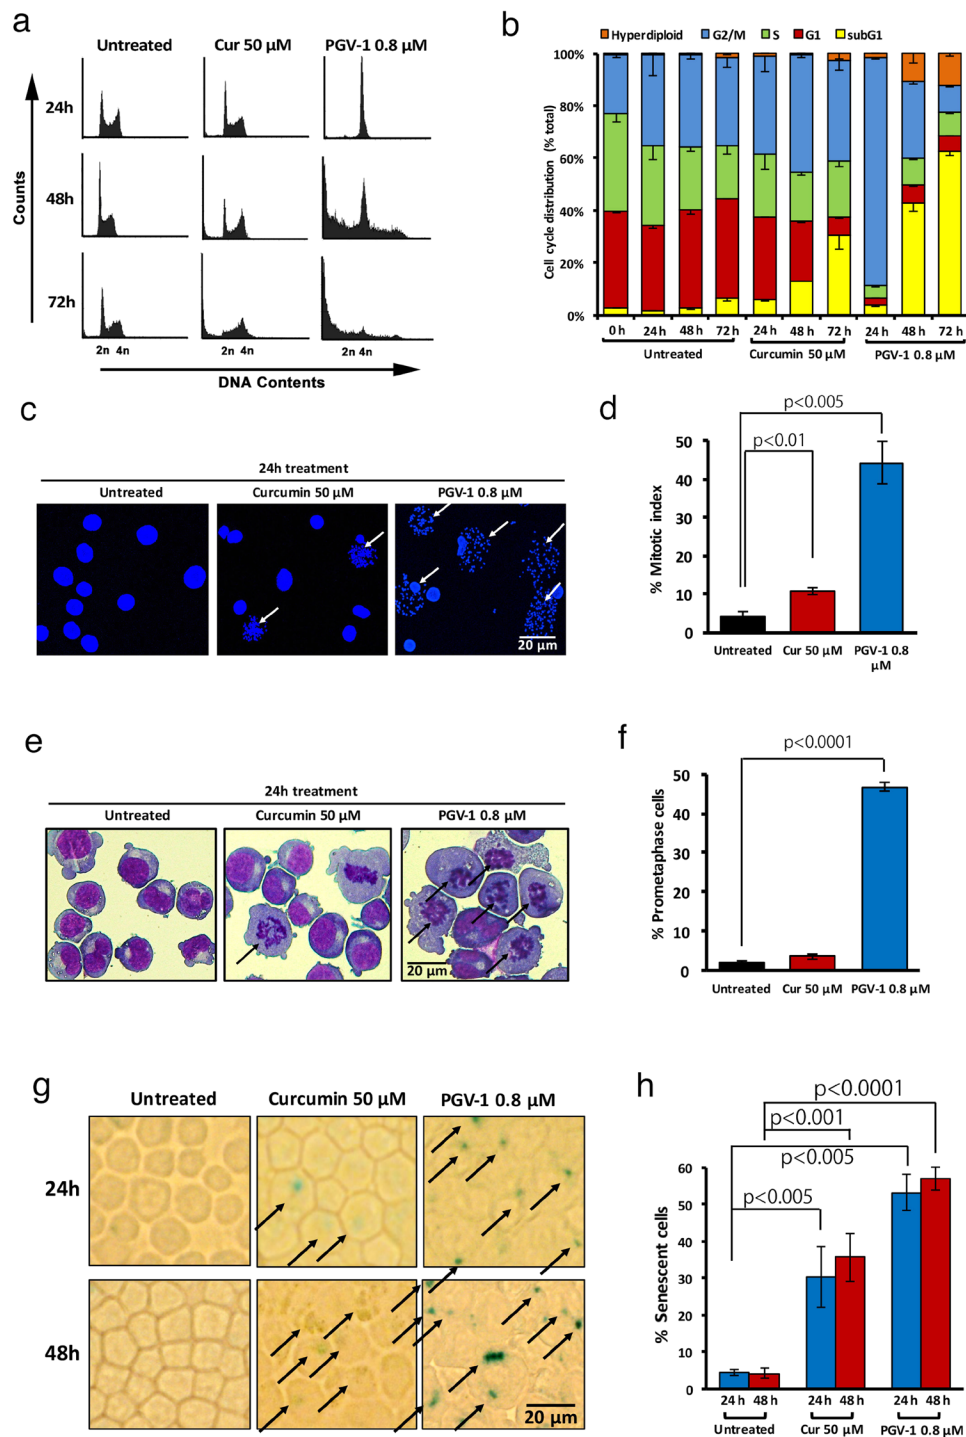 a
Untreated
Cur 50 µM
PGV-1 0.8 µM
24h
48h
72h
Counts
2n 4n
2n 4n
2n 4n
DNA Contents
b
Hyperdiploid
G2/M
S
G1
subG1
Cell cycle distribution (% total)
100%
80%
60%
40%
20%
0%
0 h
24 h
48 h
72 h
24 h
48 h
72 h
24 h
48 h
72 h
Untreated
Curcumin 50 µM
PGV-1 0.8 µM
c
24h treatment
Untreated
Curcumin 50 µM
PGV-1 0.8 µM
20 µm
d
p<0.005
p<0.01
% Mitotic index
50
40
30
20
10
0
Untreated
Cur 50 µM
PGV-1 0.8
µM
e
24h treatment
Untreated
Curcumin 50 µM
PGV-1 0.8 µM
20 µm
f
p<0.0001
% Prometaphase cells
50
40
30
20
10
0
Untreated
Cur 50 µM
PGV-1 0.8 µM
g
Untreated
Curcumin 50 µM
PGV-1 0.8 µM
24h
48h
20 µm
h
p<0.0001
p<0.001
p<0.005
p<0.005
% Senescent cells
60
50
40
30
20
10
0
24h 48h
24h 48h
24h 48h
Untreated
Cur 50 µM
PGV-1 0.8 µM